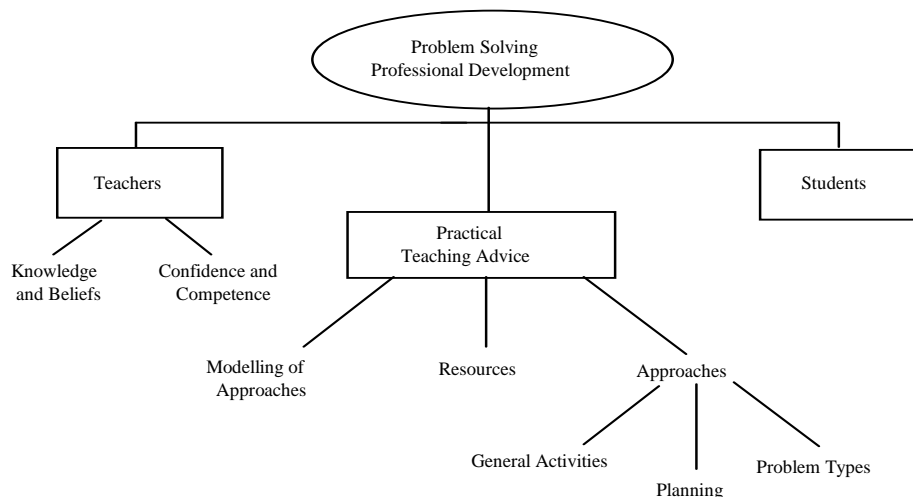 Problem Solving
Professional Development
Teachers
Students
Practical
Teaching Advice
Knowledge
and Beliefs
Confidence and
Competence
Modelling of
Approaches
Resources
Approaches
General Activities
Problem Types
Planning